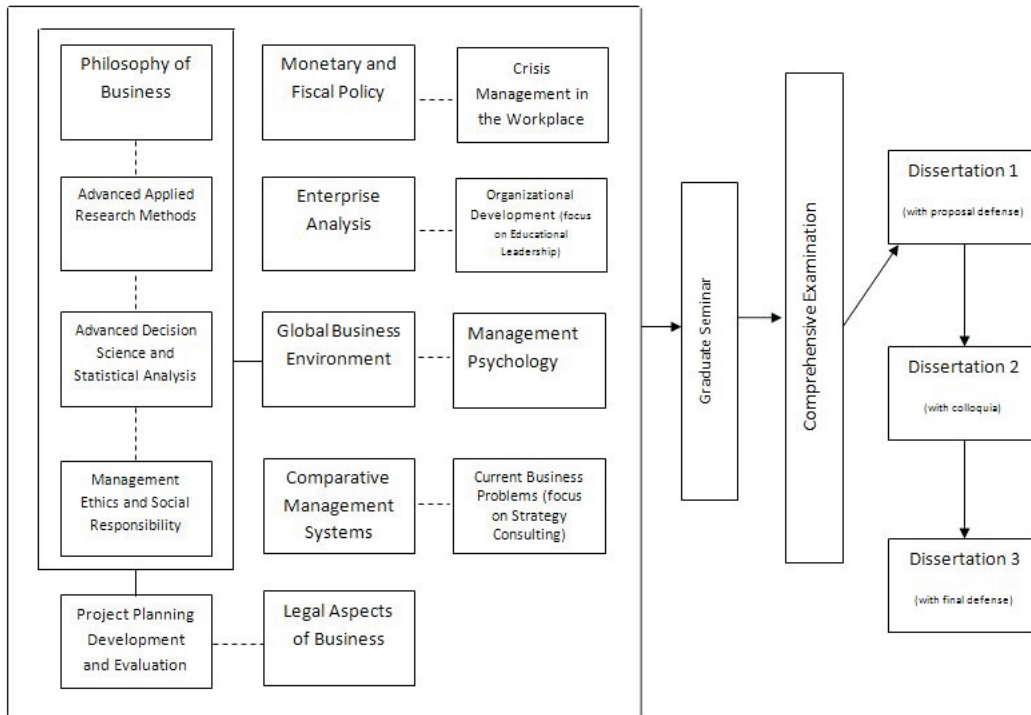 Philosophy of
Business
Monetary and
Fiscal Policy
Crisis
Management in
the Workplace
Advanced Applied
Research Methods
Enterprise
Analysis
Organizational
Development (focus
on Educational
Leadership)
Advanced Decision
Science and
Statistical Analysis
Global Business
Environment
Management
Psychology
Management
Ethics and Social
Responsibility
Comparative
Management
Systems
Current Business
Problems (focus
on Strategy
Consulting)
Project Planning
Development
and Evaluation
Legal Aspects
of Business
Graduate Seminar
Comprehensive Examination
Dissertation 1
(with proposal defense)
Dissertation 2
(with colloquia)
Dissertation 3
(with final defense)